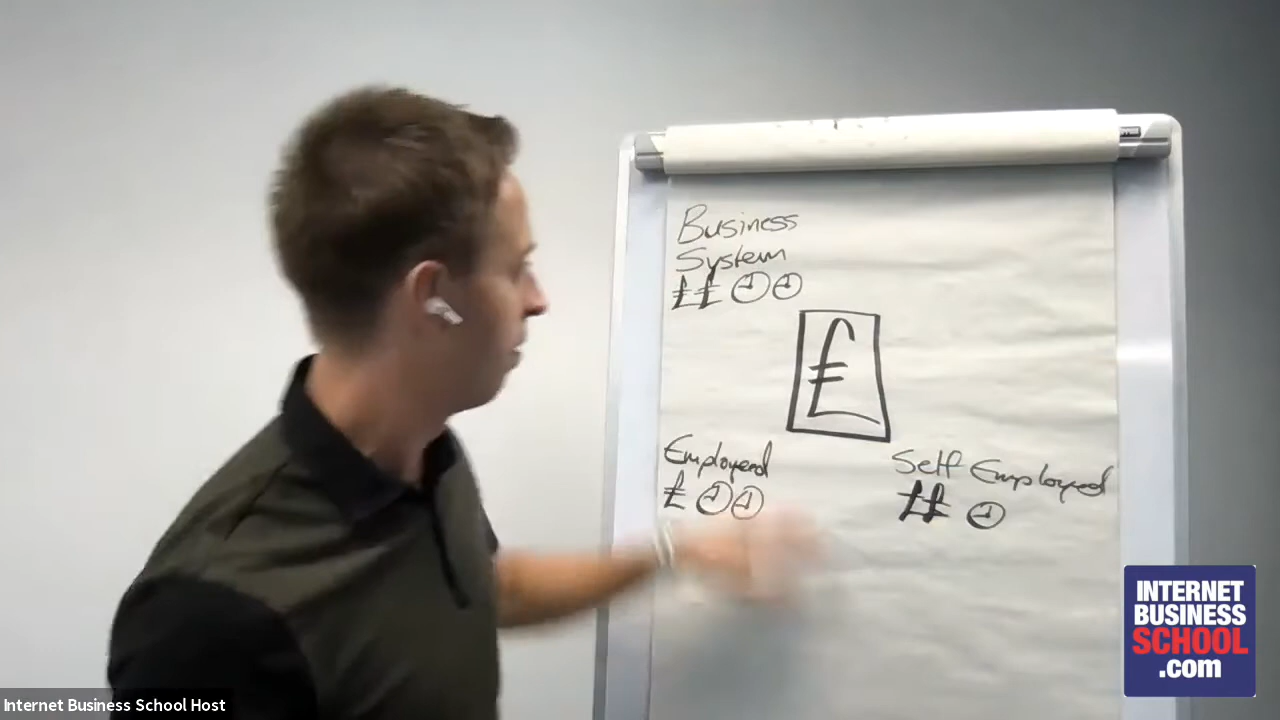 Business
System
££
£
Employed
£
Self Employed
££
INTERNET
BUSINESS
SCHOOL
.com
Internet Business School Host